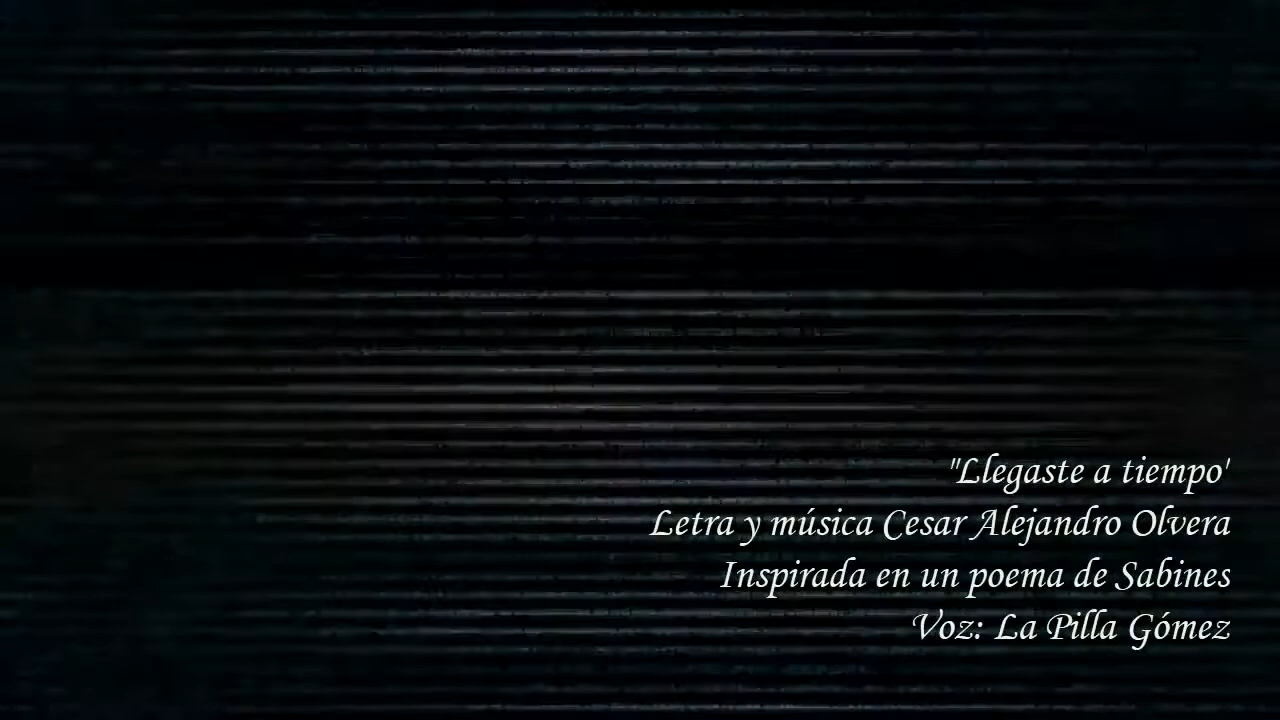 "Llegaste a tiempo'
Letra y música Cesar Alejandro Olvera
Inspirada en un poema de Sabines
Voz: La Pilla Gómez